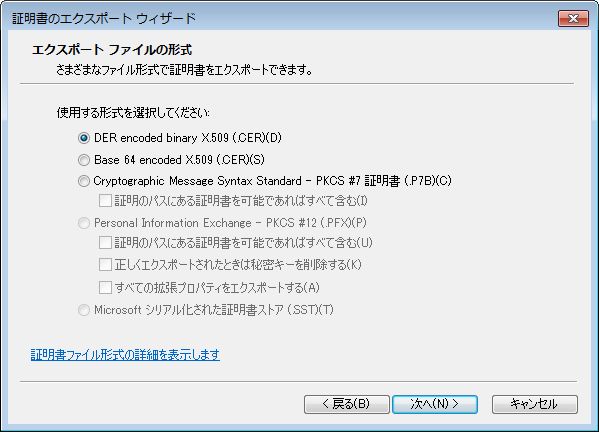 証明書のエクスポート ウィザード
エクスポート ファイルの形式
さまざまなファイル形式で証明書をエクスポートできます。
使用する形式を選択してください:
DER encoded binary X.509 (.CER)(D)
Base 64 encoded X.509 (.CER)(S)
Cryptographic Message Syntax Standard - PKCS #7 証明書 (.P7B)(C)
証明のパスにある証明書を可能であればすべて含む(I)
Personal Information Exchange - PKCS #12 (.PFX)(P)
証明のパスにある証明書を可能であればすべて含む(U)
正しくエクスポートされたときは秘密キーを削除する(K)
すべての拡張プロパティをエクスポートする(A)
Microsoft シリアル化された証明書ストア (.SST)(T)
証明書ファイル形式の詳細を表示します
< 戻る(B) 次へ(N) > キャンセル